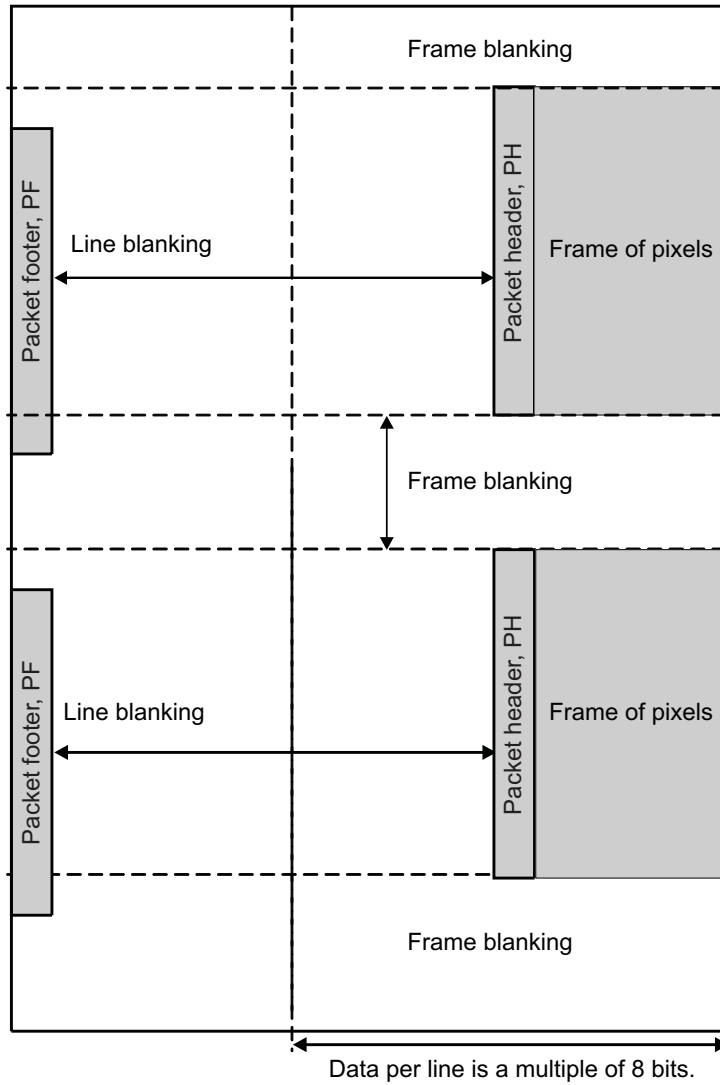 Frame blanking
Packet footer, PF
Line blanking
Packet header, PH
Frame of pixels
Frame blanking
Packet footer, PF
Line blanking
Packet header, PH
Frame of pixels
Frame blanking
Data per line is a multiple of 8 bits.